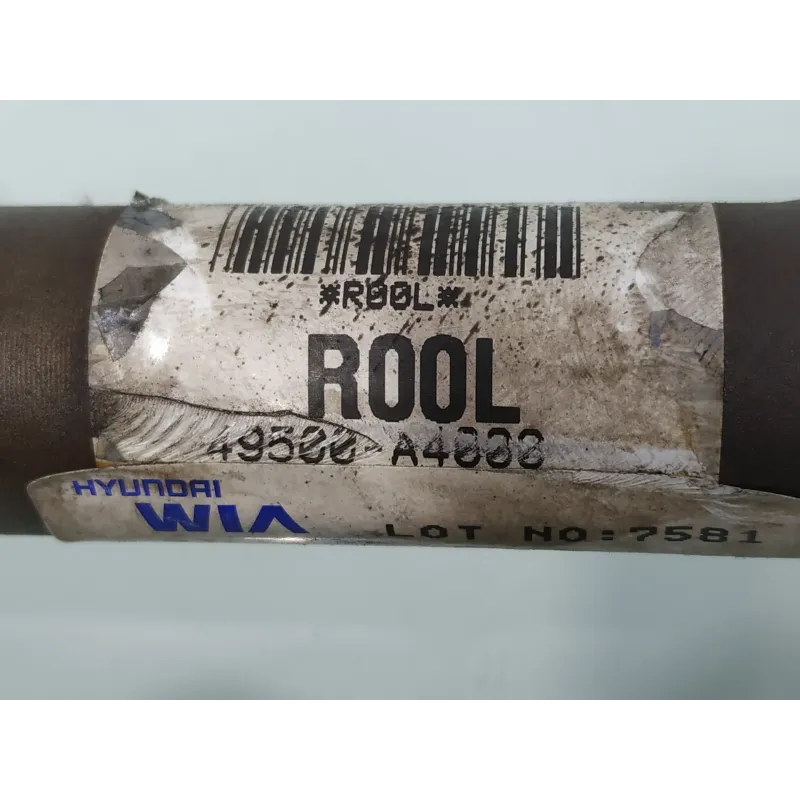 *R00L*
R00L
49500-A4000
HYUNDAI
WIA LOT NO:7581